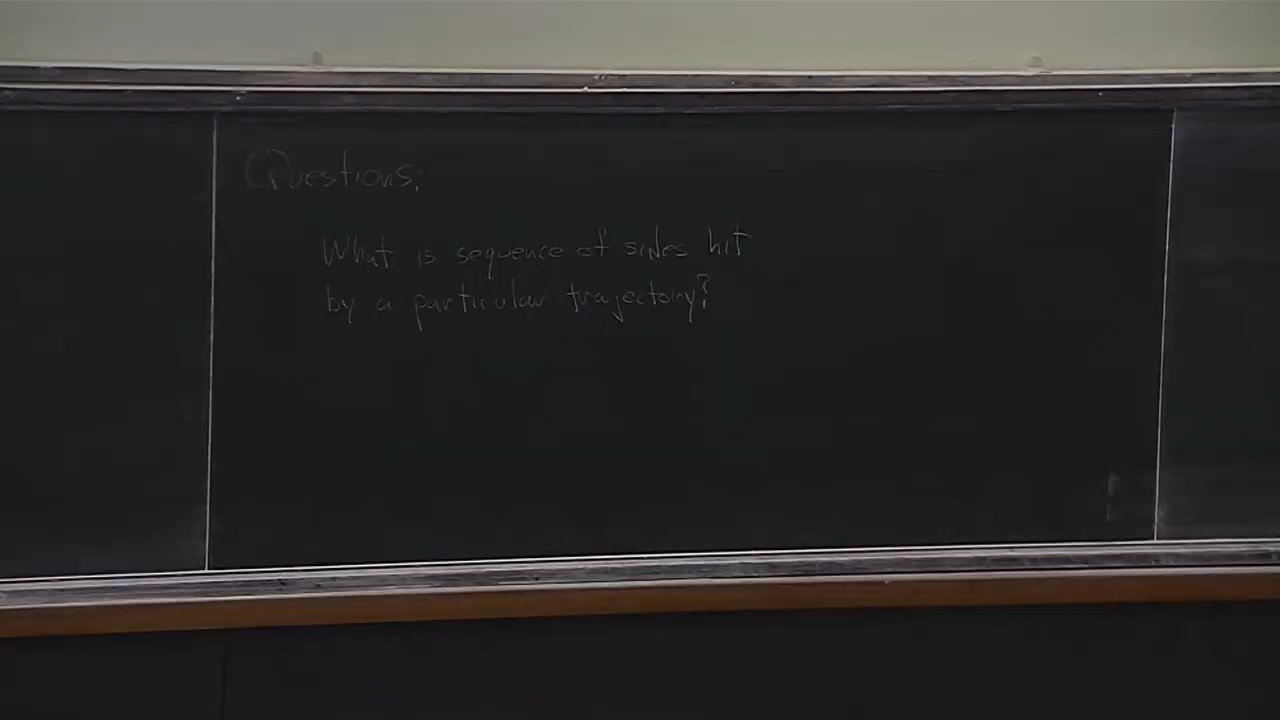 Questions.
What is sequence of sides hit
by a particular trajectory?